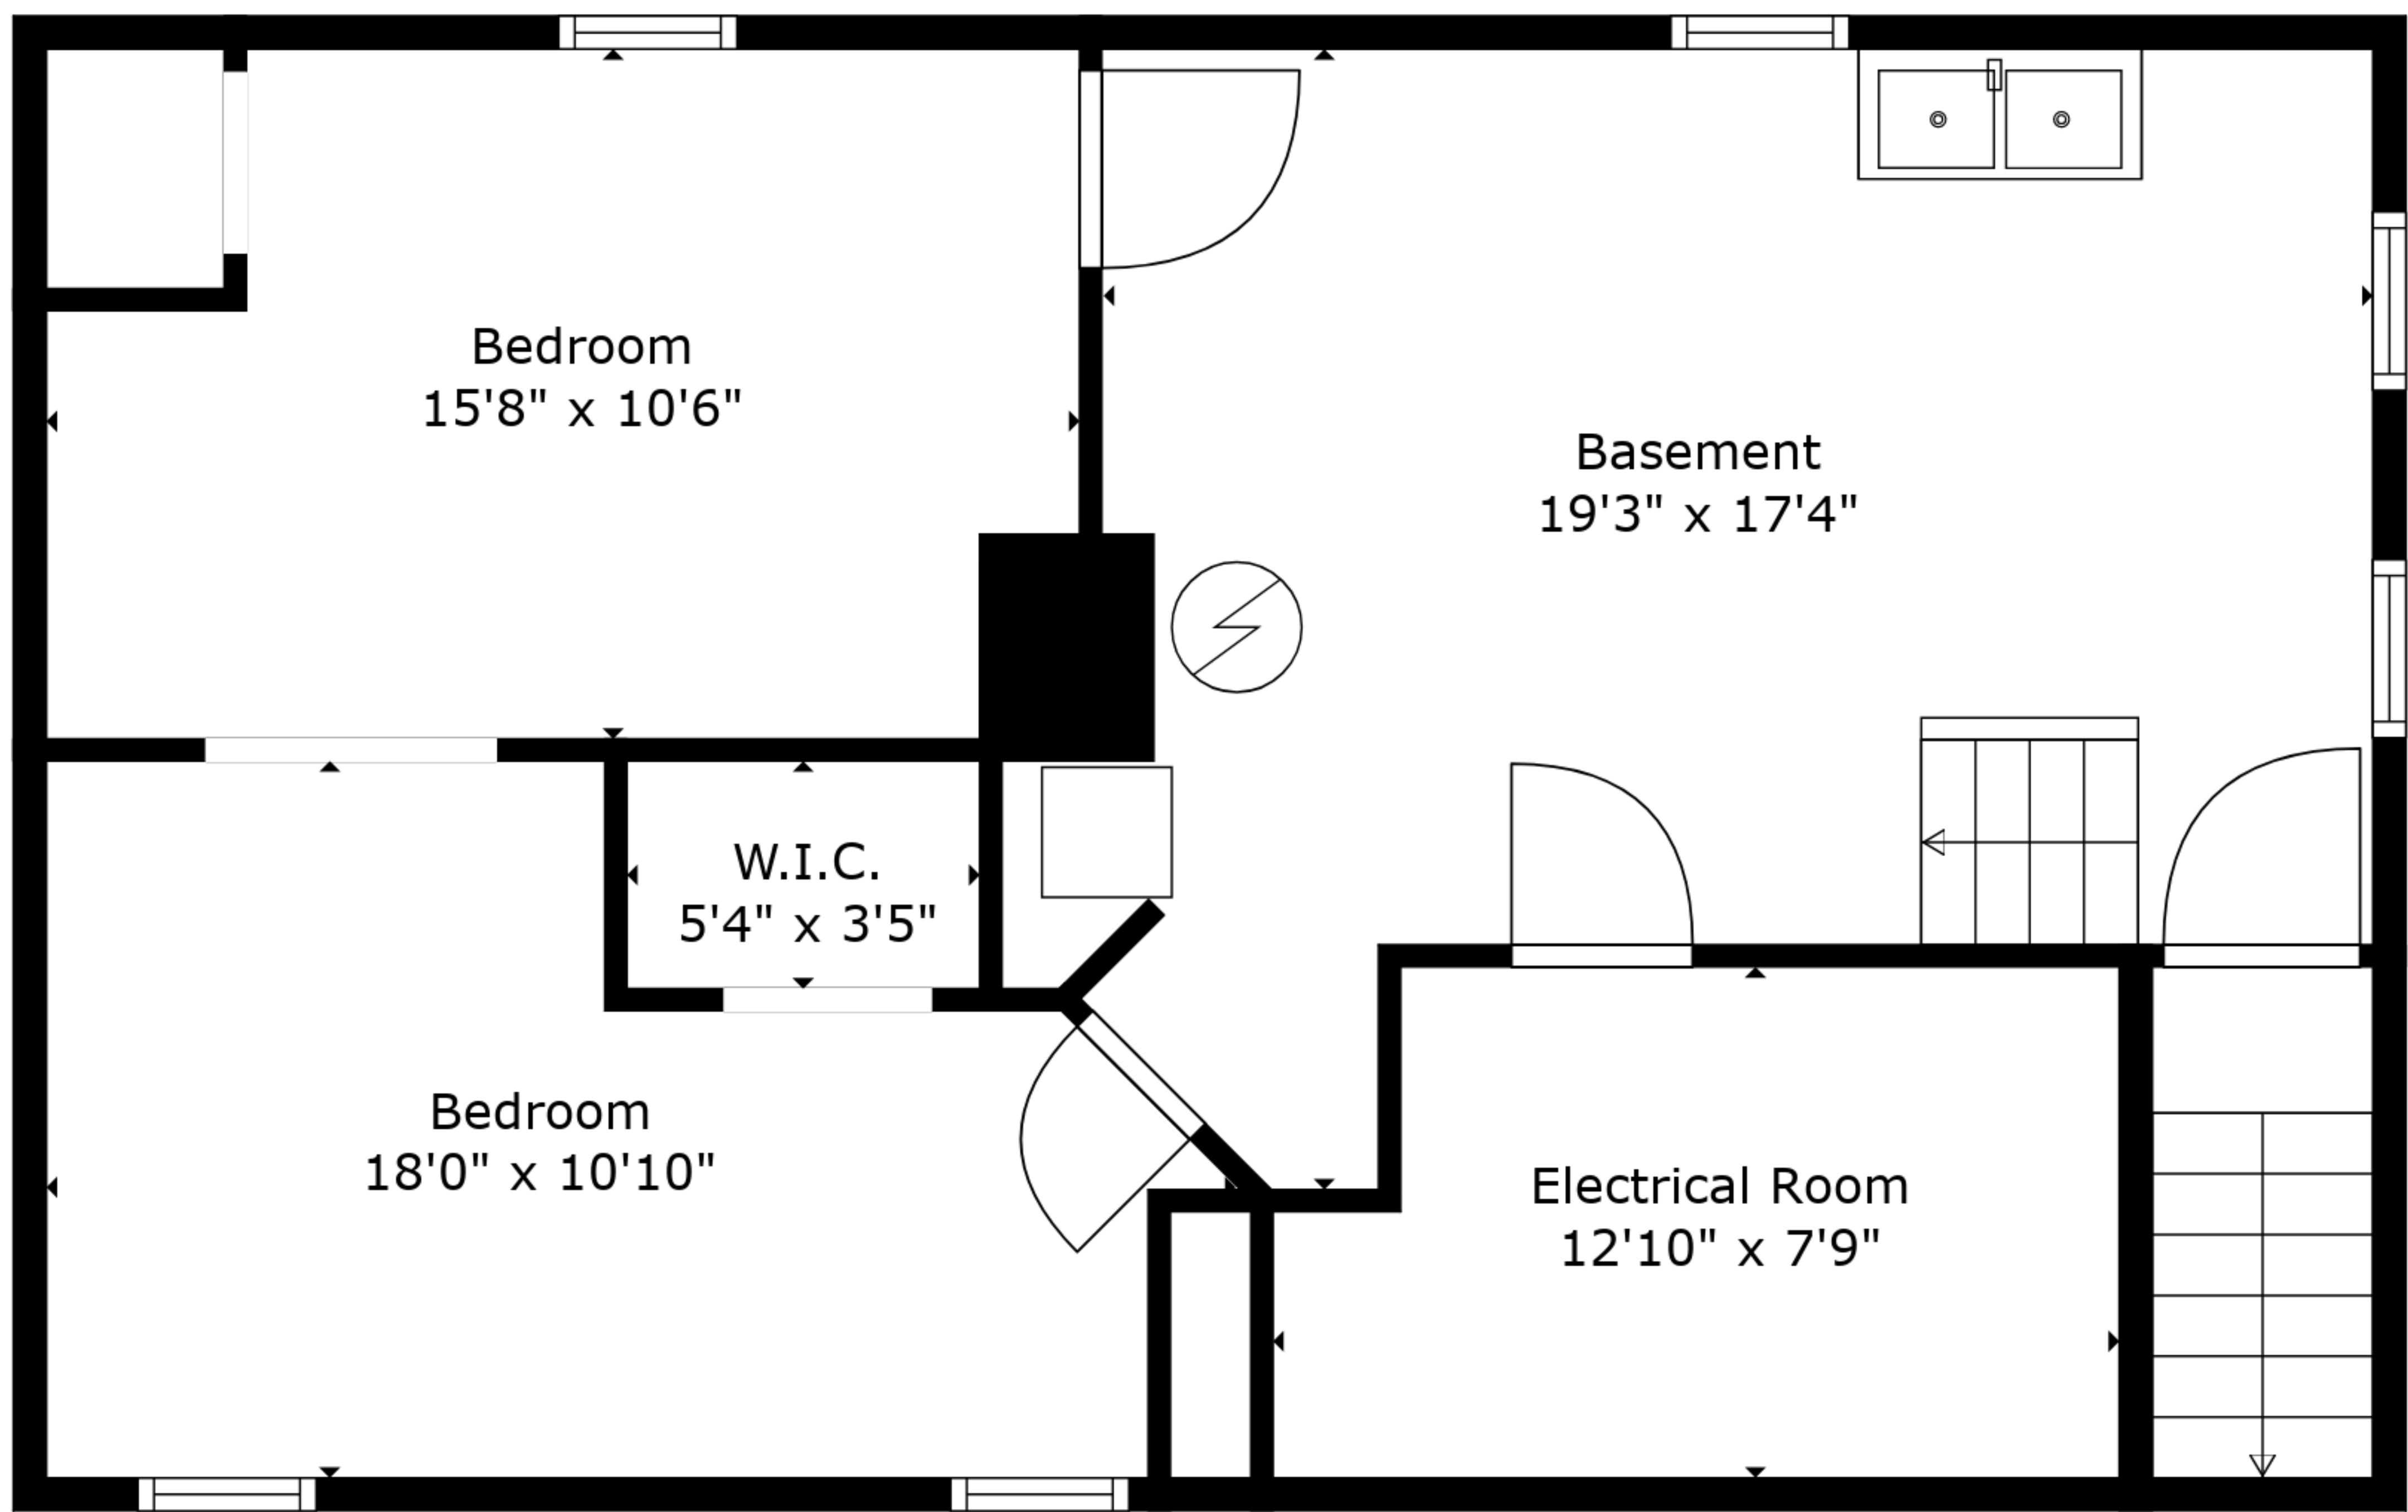 Bedroom
15'8" x 10'6"
Basement
19'3" x 17'4"
W.I.C.
5'4" x 3'5"
Bedroom
18'0" x 10'10"
Electrical Room
12'10" x 7'9"